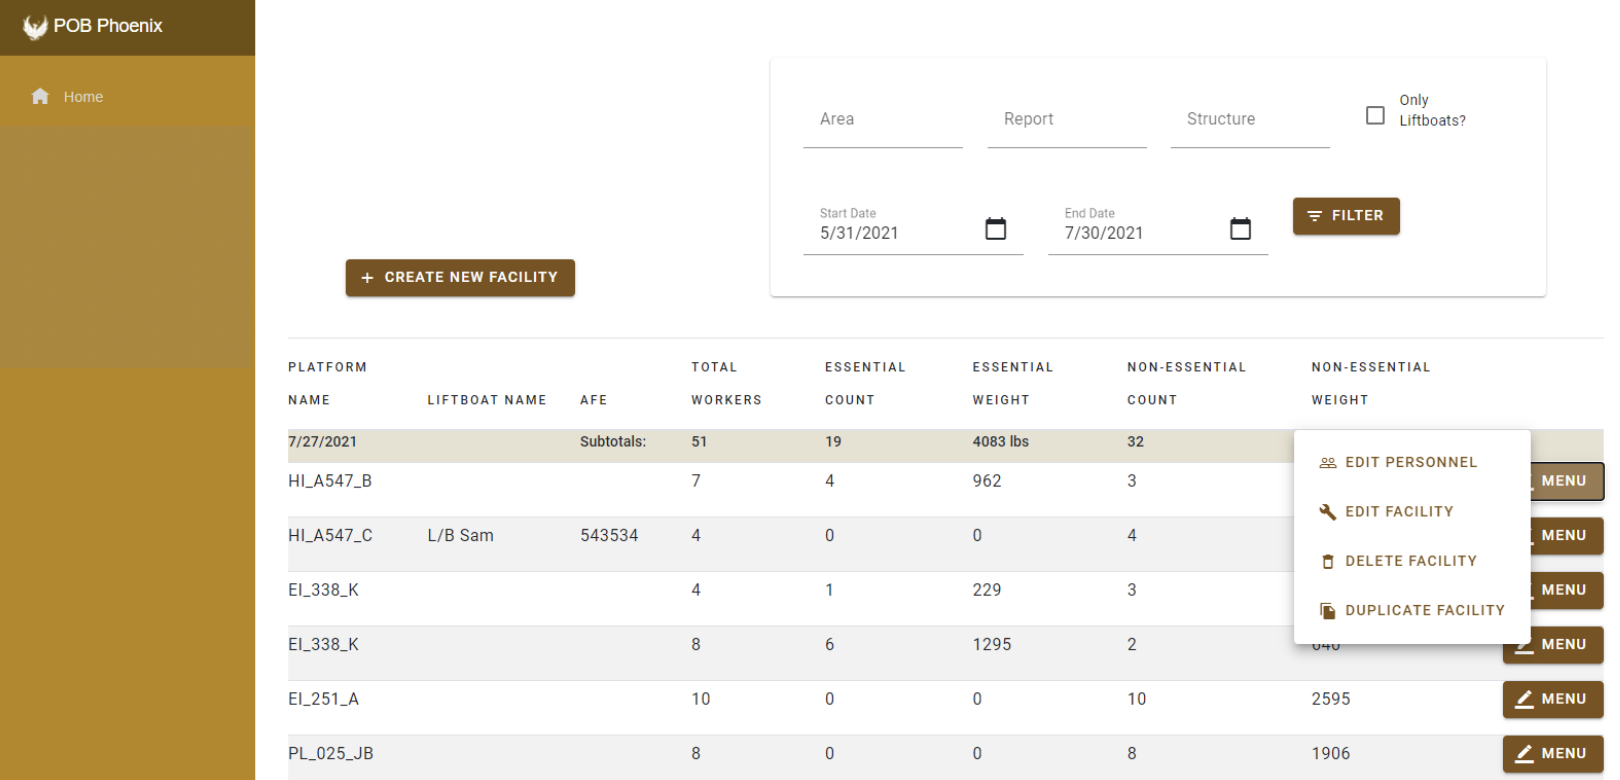 POB Phoenix
Home
Area
Report
Structure
Only
Liftboats?
Start Date
5/31/2021
End Date
7/30/2021
FILTER
+ CREATE NEW FACILITY
PLATFORM NAME
LIFTBOAT NAME
AFE
TOTAL WORKERS
ESSENTIAL COUNT
ESSENTIAL WEIGHT
NON-ESSENTIAL COUNT
NON-ESSENTIAL WEIGHT
7/27/2021 Subtotals: 51 19 4083 lbs 32
HI_A547_B 7 4 962 3 MENU
HI_A547_C L/B Sam 543534 4 0 0 4 MENU
EI_338_K 4 1 229 3 MENU
EI_338_K 8 6 1295 2 MENU
EI_251_A 10 0 0 10 2595 MENU
PL_025_JB 8 0 0 8 1906 MENU
EDIT PERSONNEL
EDIT FACILITY
DELETE FACILITY
DUPLICATE FACILITY